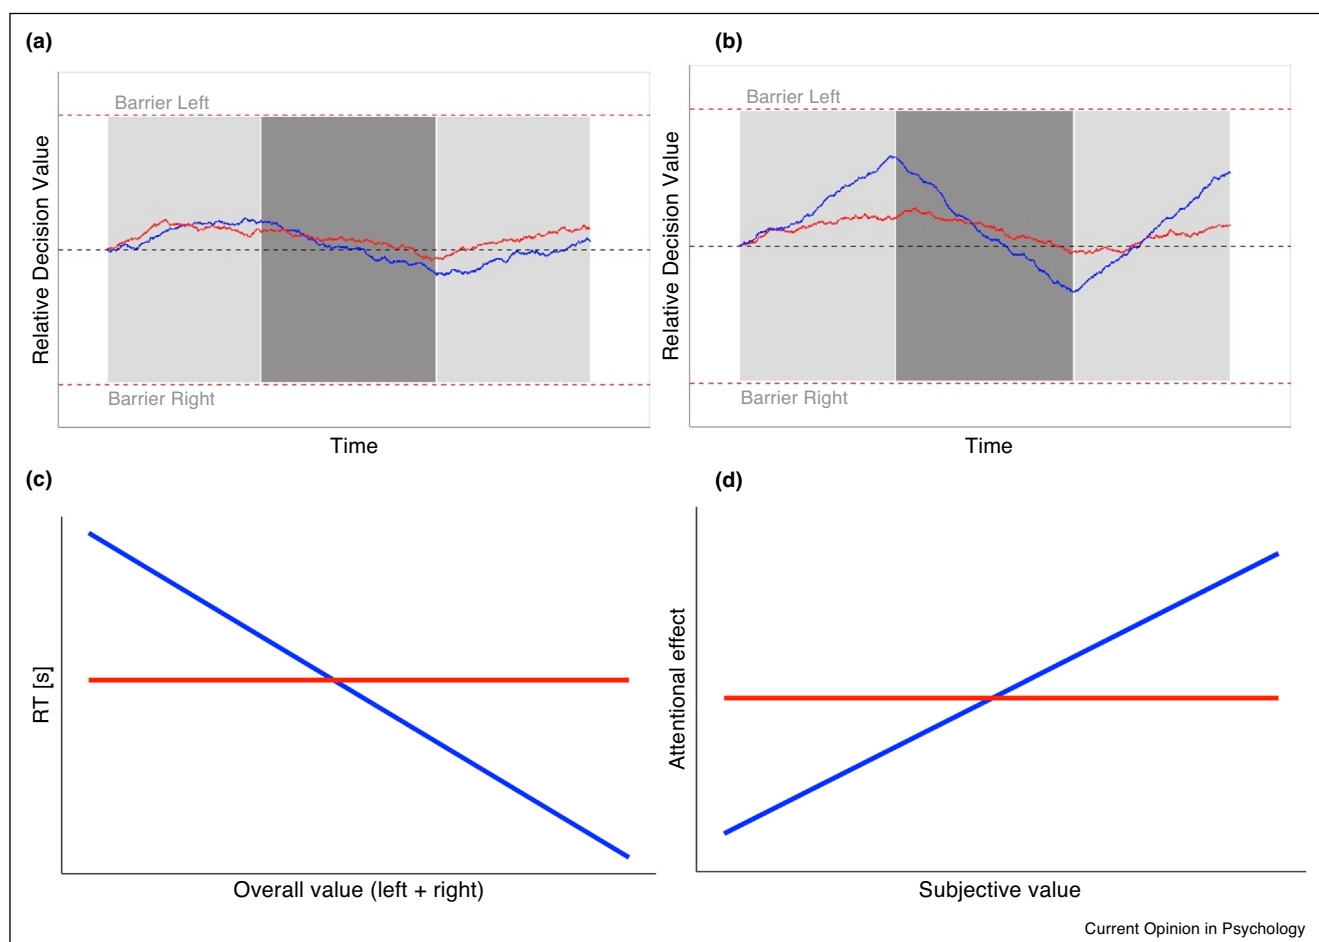 (a)
Barrier Left
Relative Decision Value
Barrier Right
Time
(b)
Barrier Left
Relative Decision Value
Barrier Right
Time
(c)
RT [s]
Overall value (left + right)
(d)
Attentional effect
Subjective value
Current Opinion in Psychology